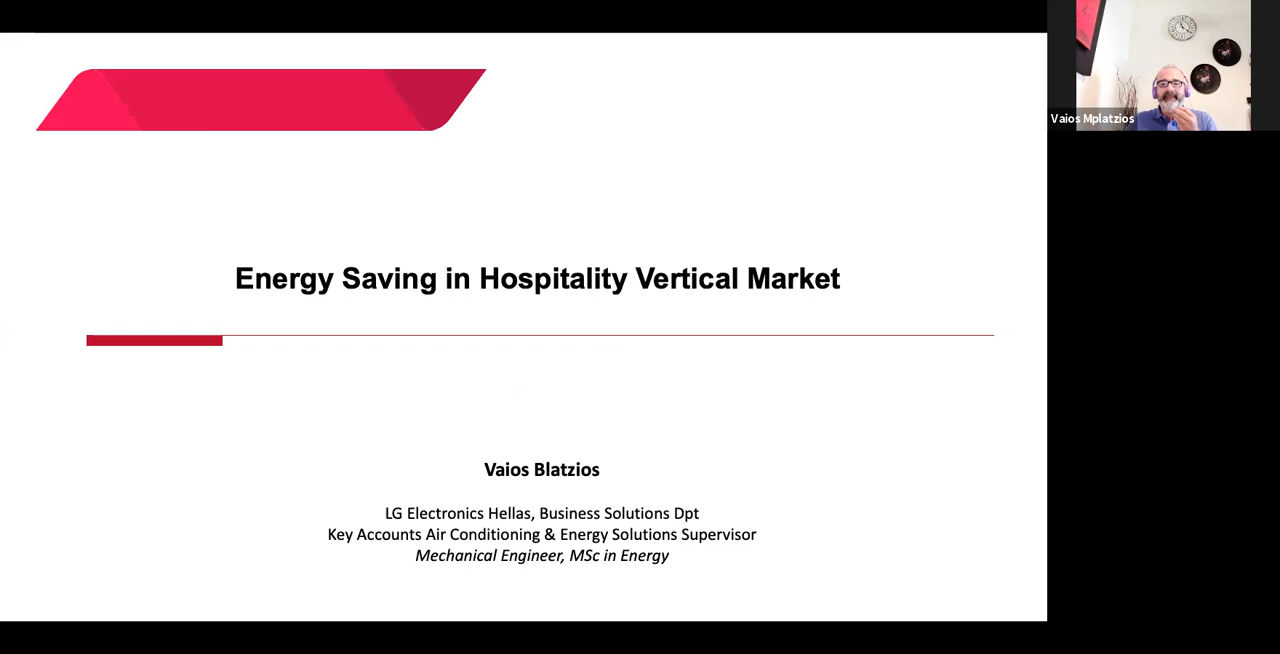 Energy Saving in Hospitality Vertical Market
Vaios Blatzios
LG Electronics Hellas, Business Solutions Dpt
Key Accounts Air Conditioning & Energy Solutions Supervisor
Mechanical Engineer, MSc in Energy
Vaios Mplatzios